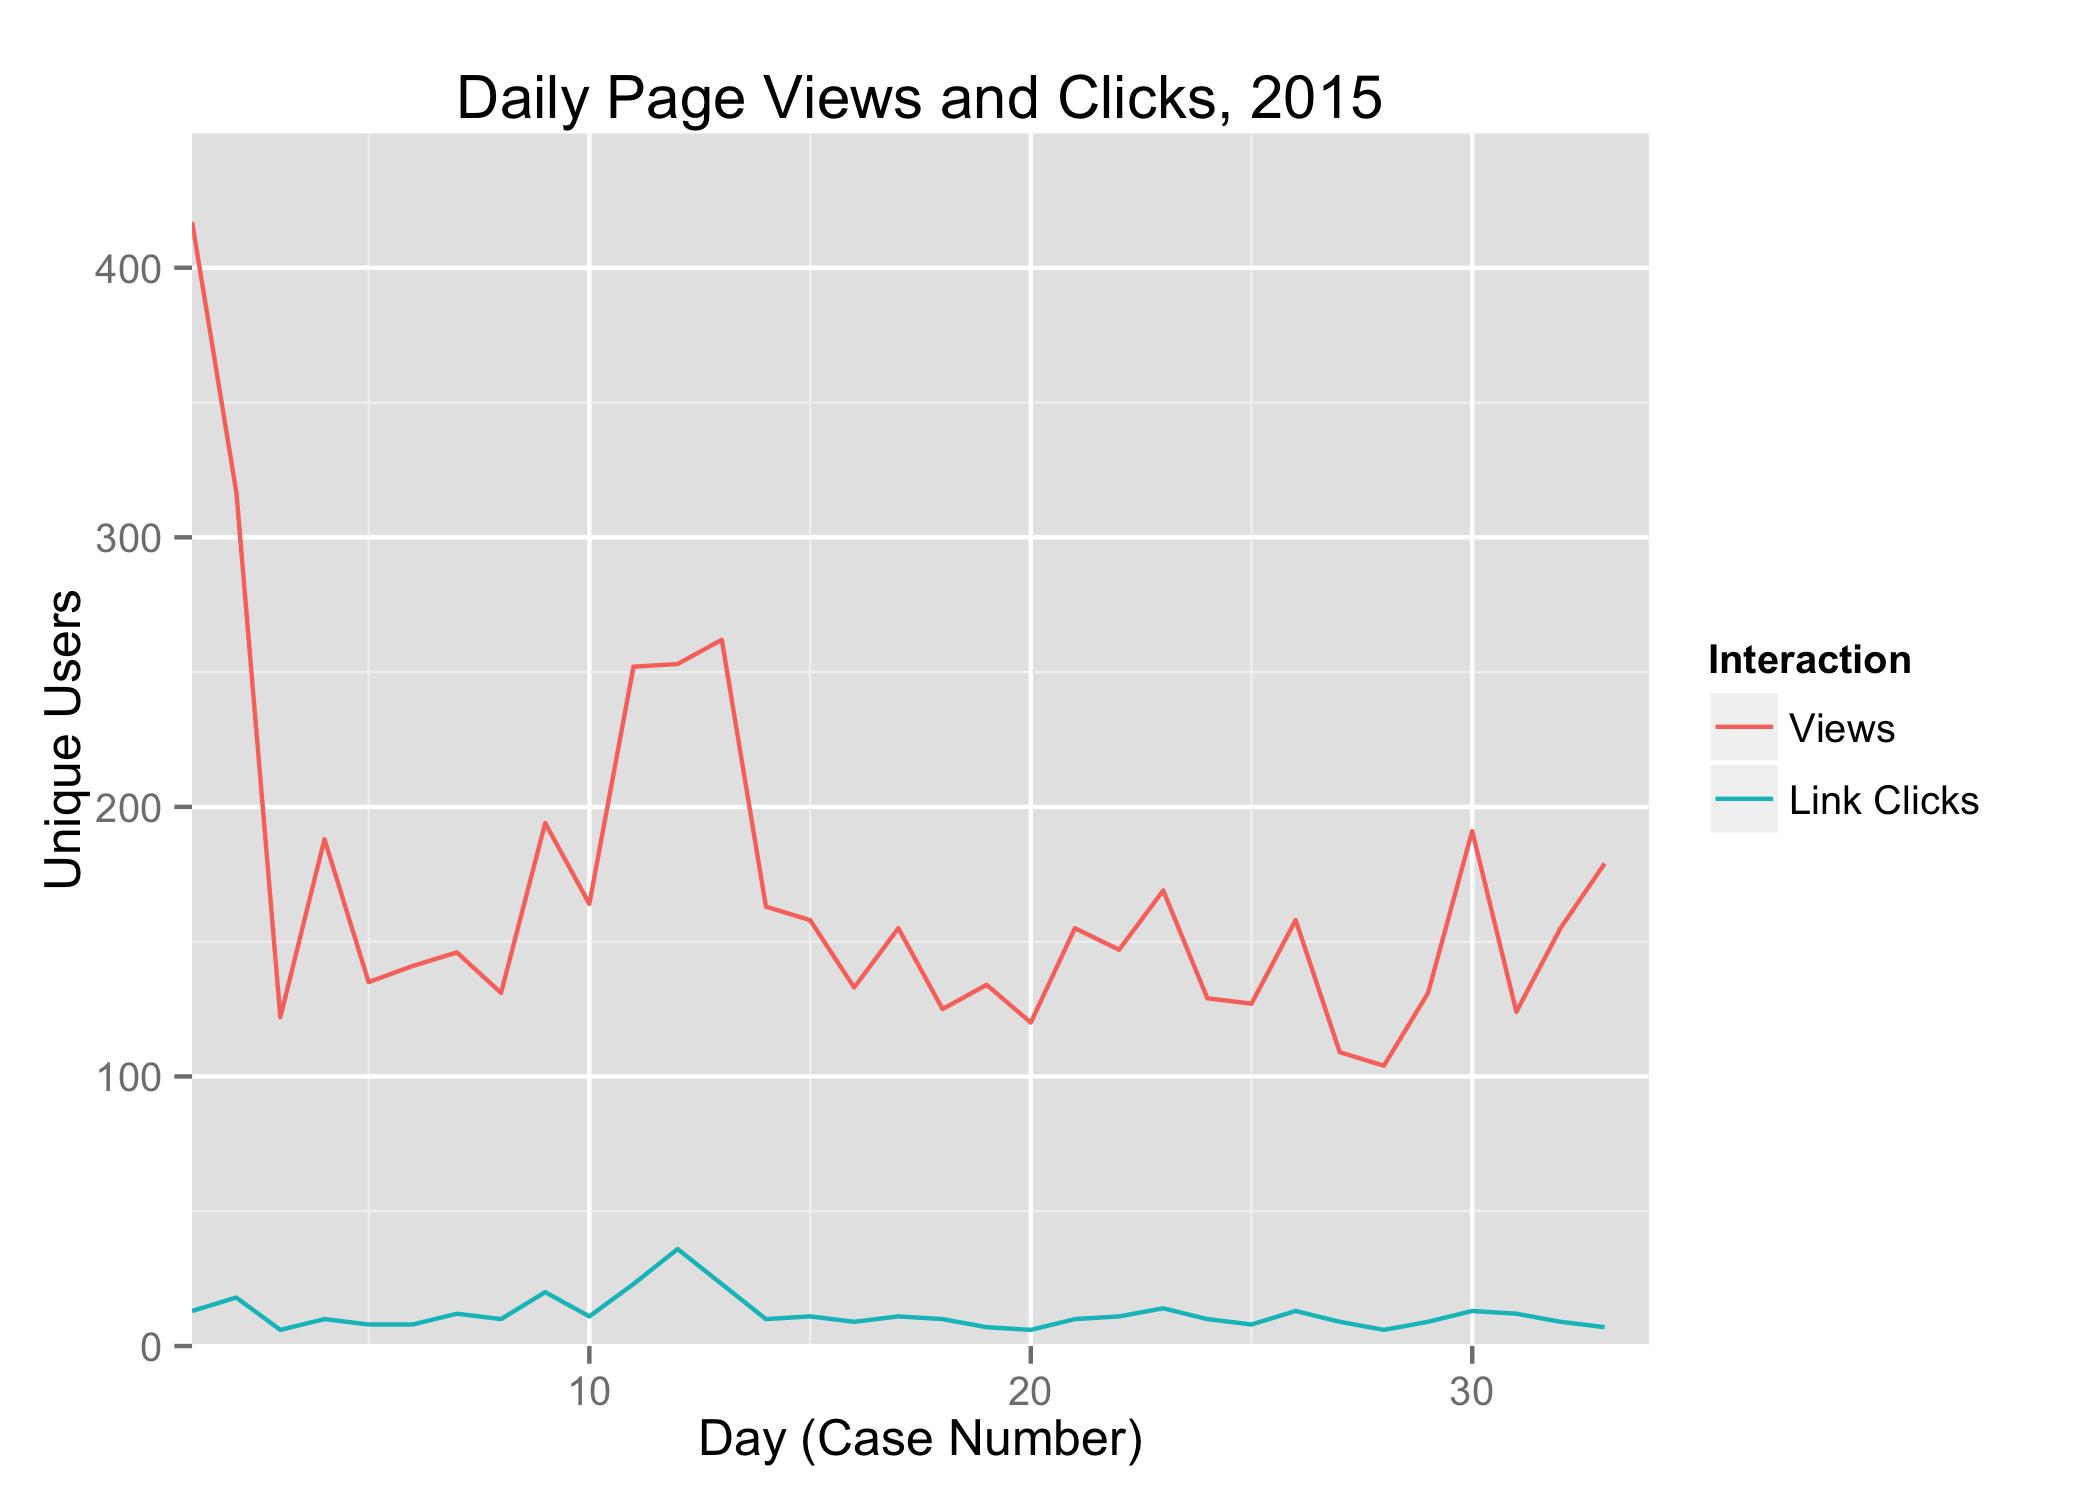 Daily Page Views and Clicks, 2015
Unique Users
400
300
200
100
0
10 20 30
Day (Case Number)
Interaction
Views
Link Clicks